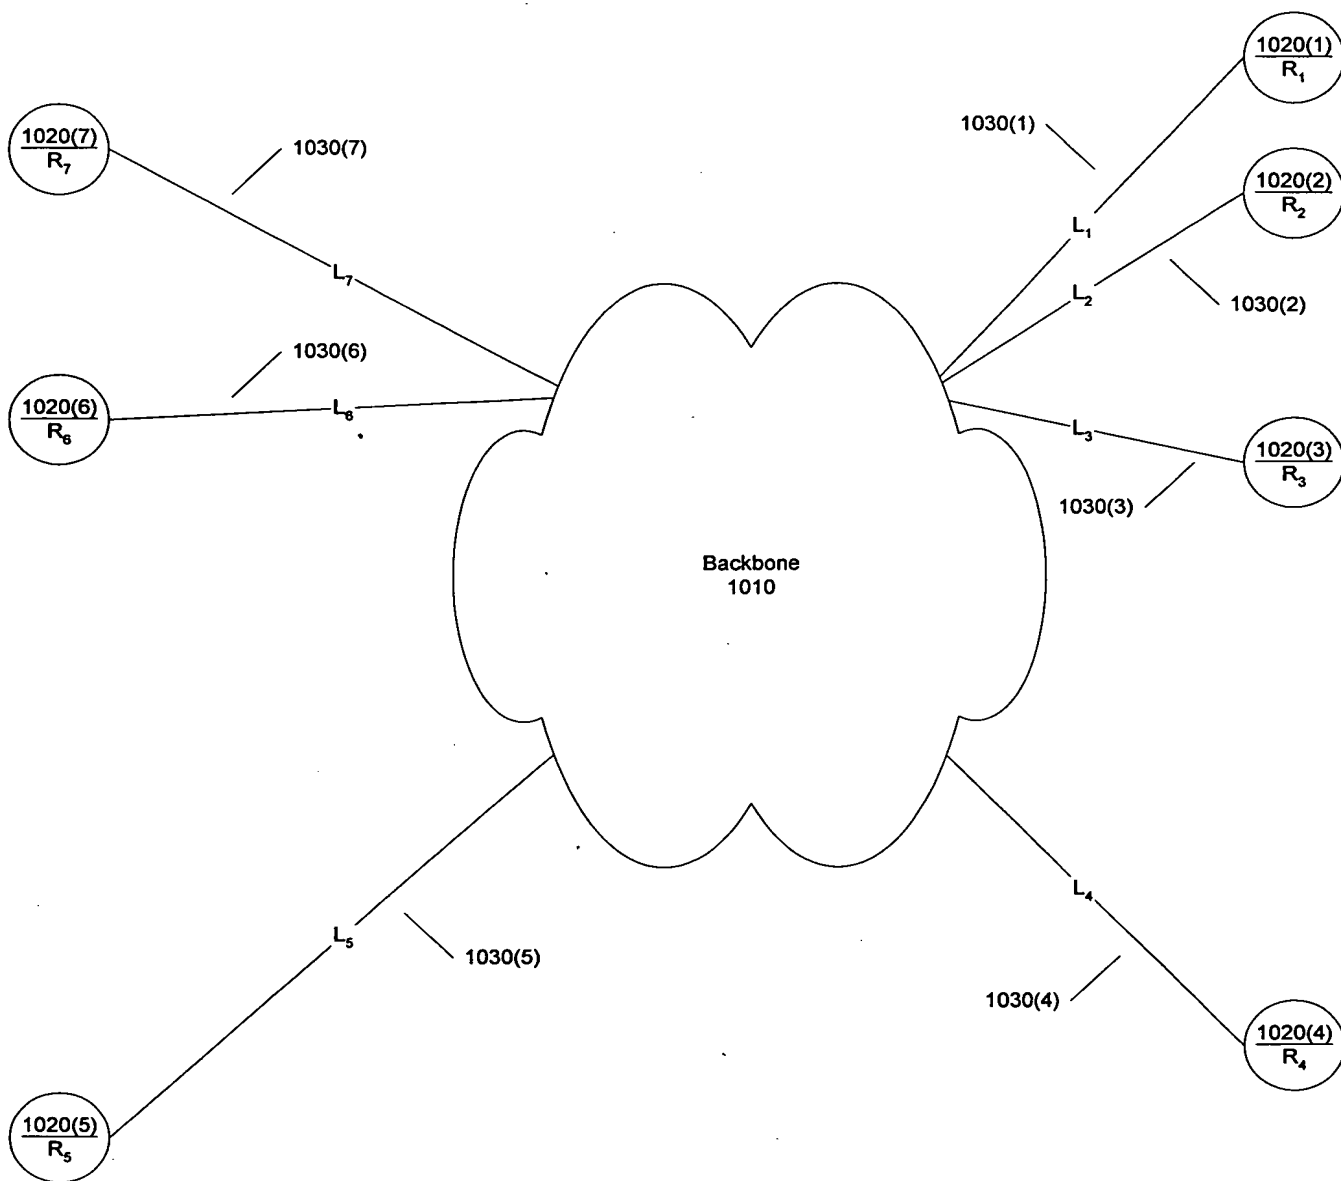 1020(1)
R₁
1030(1)
1020(7)
R₇
1030(7)
1020(2)
R₂
L₁
L₇
L₂
1030(2)
1030(6)
1020(6)
R₆
L₆
L₃
1020(3)
R₃
1030(3)
Backbone
1010
L₄
L₅
1030(5)
1030(4)
1020(4)
R₄
1020(5)
R₅